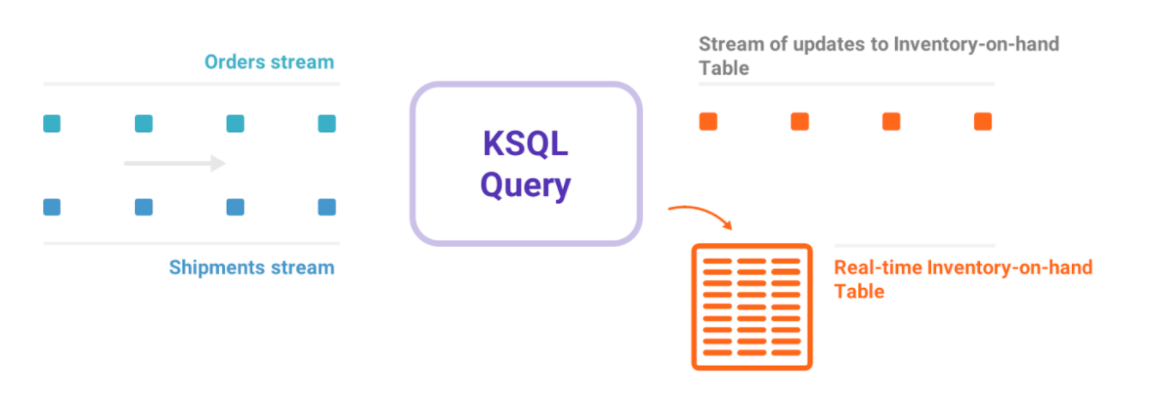 Orders stream
Shipments stream
KSQL
Query
Stream of updates to Inventory-on-hand
Table
Real-time Inventory-on-hand
Table